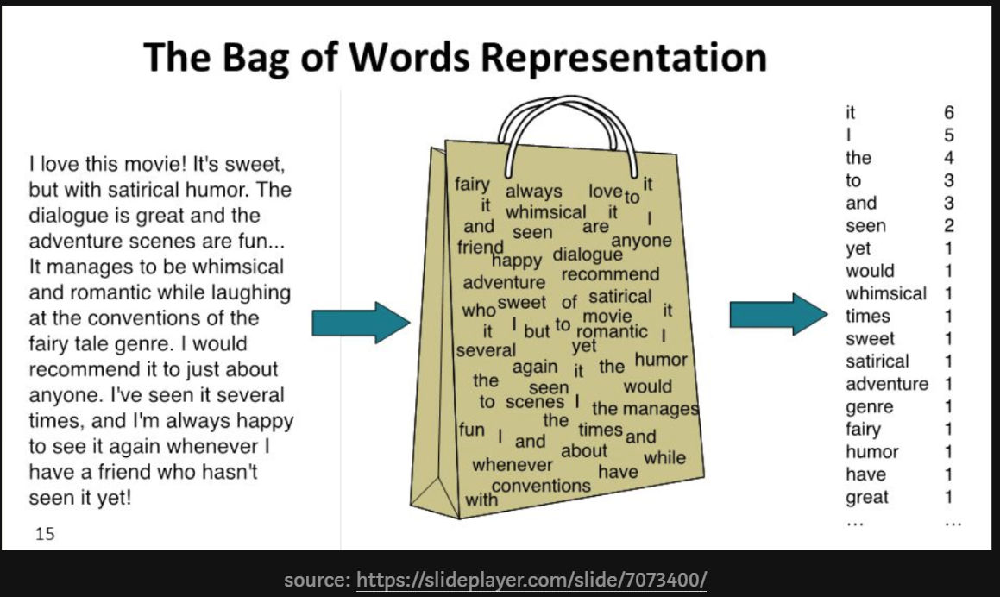 The Bag of Words Representation
I love this movie! It's sweet,
but with satirical humor. The
dialogue is great and the
adventure scenes are fun...
It manages to be whimsical
and romantic while laughing
at the conventions of the
fairy tale genre. I would
recommend it to just about
anyone. I've seen it several
times, and I'm always happy
to see it again whenever I
have a friend who hasn't
seen it yet!
15
fairy always love to it
it whimsical it I
and seen are anyone
friend happy dialogue
adventure recommend
who sweet of satirical
it I but to movie it
romantic I
several yet
again it the humor
the seen would
to scenes I the manages
the
fun I and times and
about
whenever have while
conventions
with
it 6
I 5
the 4
to 3
and 3
seen 2
yet 1
would 1
whimsical 1
times 1
sweet 1
satirical 1
adventure 1
genre 1
fairy 1
humor 1
have 1
great 1
... ...
source: https://slideplayer.com/slide/7073400/